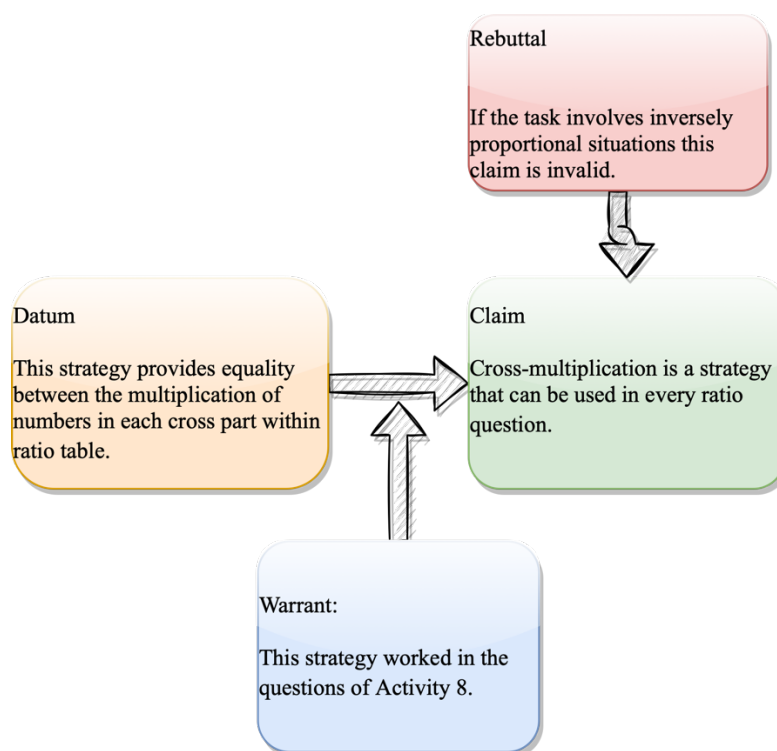 Rebuttal
If the task involves inversely
proportional situations this
claim is invalid.
Datum
This strategy provides equality
between the multiplication of
numbers in each cross part within
ratio table.
Claim
Cross-multiplication is a strategy
that can be used in every ratio
question.
Warrant:
This strategy worked in the
questions of Activity 8.